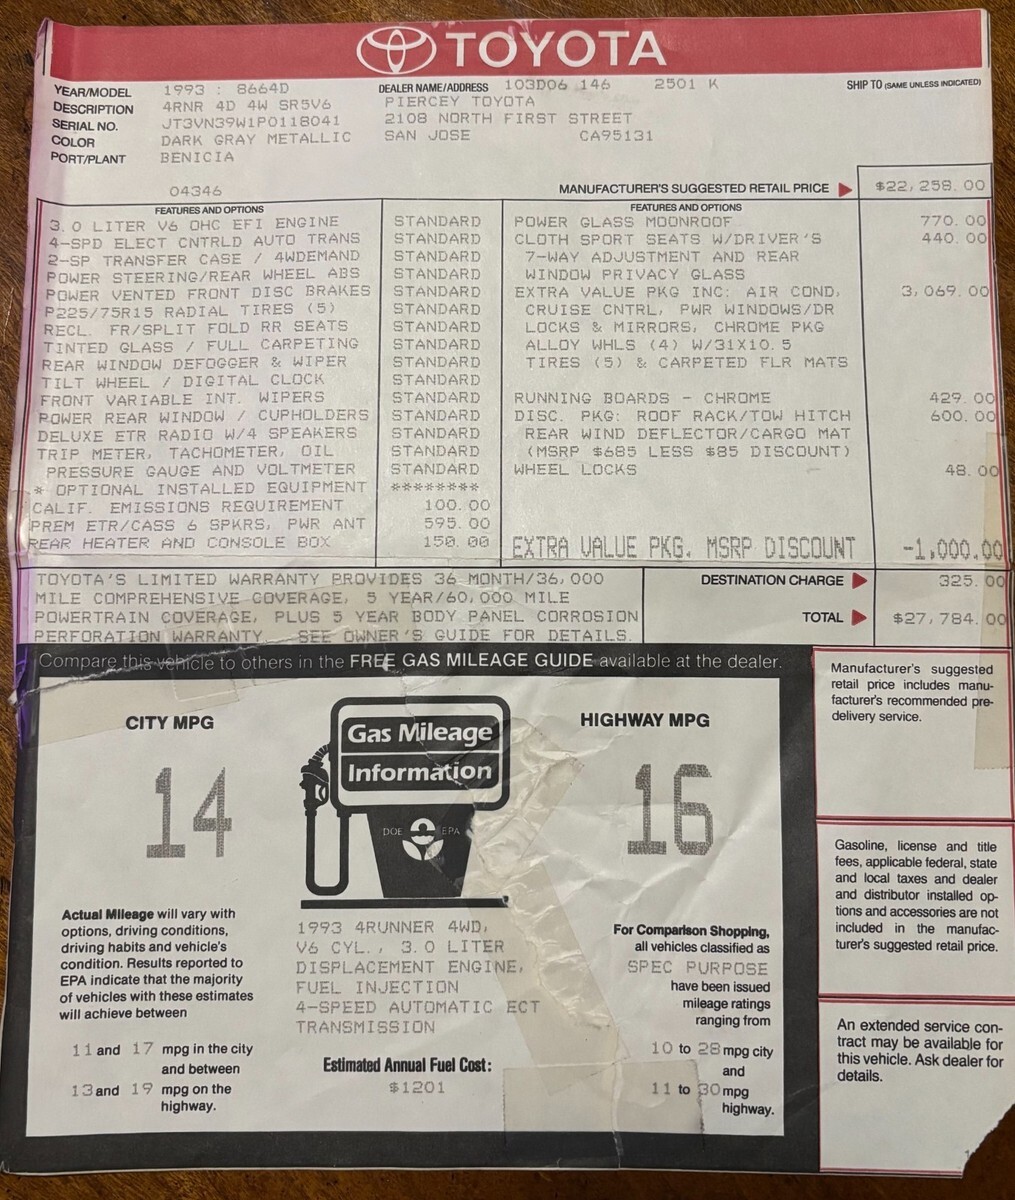 TOYOTA
YEAR/MODEL 1993 : 8664D
DESCRIPTION 4RNR 4D 4W SR5V6
SERIAL NO. JT3VN39W1P0118041
COLOR DARK GRAY METALLIC
PORT/PLANT BENICIA
DEALER NAME/ADDRESS 103D06 146 2501 K
PIERCEY TOYOTA
2108 NORTH FIRST STREET
SAN JOSE CA95131
SHIP TO (SAME UNLESS INDICATED)
04346
MANUFACTURER'S SUGGESTED RETAIL PRICE $22,258.00
FEATURES AND OPTIONS
3.0 LITER V6 OHC EFI ENGINE STANDARD
4-SPD ELECT CNTRLD AUTO TRANS STANDARD
2-SP TRANSFER CASE / 4WDEMAND STANDARD
POWER STEERING/REAR WHEEL ABS STANDARD
POWER VENTED FRONT DISC BRAKES STANDARD
P225/75R15 RADIAL TIRES (5) STANDARD
RECL. FR/SPLIT FOLD RR SEATS STANDARD
TINTED GLASS / FULL CARPETING STANDARD
REAR WINDOW DEFOGGER & WIPER STANDARD
TILT WHEEL / DIGITAL CLOCK STANDARD
FRONT VARIABLE INT. WIPERS STANDARD
POWER REAR WINDOW / CUPHOLDERS STANDARD
DELUXE ETR RADIO W/4 SPEAKERS STANDARD
TRIP METER, TACHOMETER, OIL STANDARD
PRESSURE GAUGE AND VOLTMETER STANDARD
* OPTIONAL INSTALLED EQUIPMENT ********
CALIF. EMISSIONS REQUIREMENT 100.00
PREM ETR/CASS 6 SPKRS, PWR ANT 595.00
REAR HEATER AND CONSOLE BOX 150.00
FEATURES AND OPTIONS
POWER GLASS MOONROOF 770.00
CLOTH SPORT SEATS W/DRIVER'S 440.00
7-WAY ADJUSTMENT AND REAR
WINDOW PRIVACY GLASS
EXTRA VALUE PKG INC: AIR COND, 3,069.00
CRUISE CNTRL, PWR WINDOWS/DR
LOCKS & MIRRORS, CHROME PKG
ALLOY WHLS (4) W/31X10.5
TIRES (5) & CARPETED FLR MATS
RUNNING BOARDS - CHROME 429.00
DISC. PKG: ROOF RACK/TOW HITCH 600.00
REAR WIND DEFLECTOR/CARGO MAT
(MSRP $685 LESS $85 DISCOUNT)
WHEEL LOCKS 48.00
EXTRA VALUE PKG. MSRP DISCOUNT -1,000.00
TOYOTA'S LIMITED WARRANTY PROVIDES 36 MONTH/36,000
MILE COMPREHENSIVE COVERAGE, 5 YEAR/60,000 MILE
POWERTRAIN COVERAGE, PLUS 5 YEAR BODY PANEL CORROSION
PERFORATION WARRANTY. SEE OWNER'S GUIDE FOR DETAILS.
DESTINATION CHARGE 325.00
TOTAL $27,784.00
Compare this vehicle to others in the FREE GAS MILEAGE GUIDE available at the dealer.
CITY MPG
14
Gas Mileage
Information
DOE EPA
HIGHWAY MPG
16
Actual Mileage will vary with
options, driving conditions,
driving habits and vehicle's
condition. Results reported to
EPA indicate that the majority
of vehicles with these estimates
will achieve between
11 and 17 mpg in the city
and between
13 and 19 mpg on the
highway.
1993 4RUNNER 4WD,
V6 CYL., 3.0 LITER
DISPLACEMENT ENGINE,
FUEL INJECTION
4-SPEED AUTOMATIC ECT
TRANSMISSION
Estimated Annual Fuel Cost:
$1201
For Comparison Shopping,
all vehicles classified as
SPEC PURPOSE
have been issued
mileage ratings
ranging from
10 to 28 mpg city
and
11 to 30 mpg
highway.
Manufacturer's suggested
retail price includes manu-
facturer's recommended pre-
delivery service.
Gasoline, license and title
fees, applicable federal, state
and local taxes and dealer
and distributor installed op-
tions and accessories are not
included in the manufac-
turer's suggested retail price.
An extended service con-
tract may be available for
this vehicle. Ask dealer for
details.